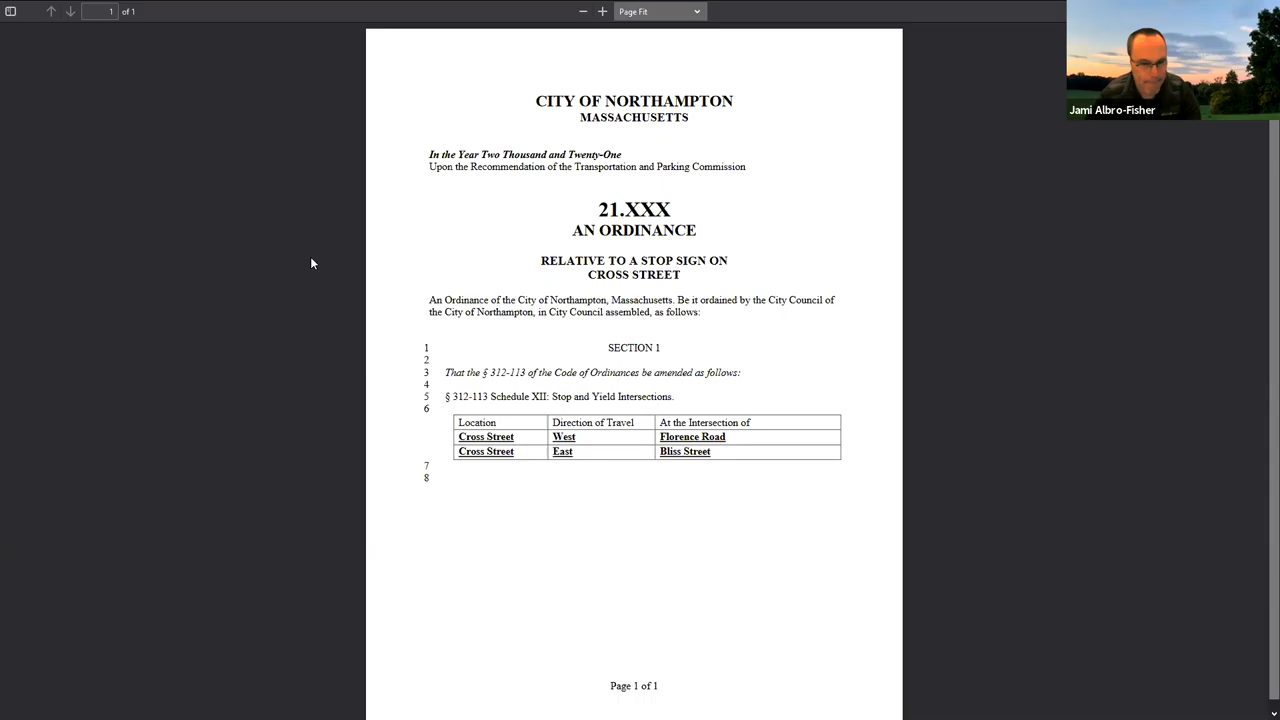 1 of 1
Page Fit
Jami Albro-Fisher
CITY OF NORTHAMPTON
MASSACHUSETTS
In the Year Two Thousand and Twenty-One
Upon the Recommendation of the Transportation and Parking Commission
21.XXX
AN ORDINANCE
RELATIVE TO A STOP SIGN ON
CROSS STREET
An Ordinance of the City of Northampton, Massachusetts. Be it ordained by the City Council of
the City of Northampton, in City Council assembled, as follows:
1 SECTION 1
2
3 That the § 312-113 of the Code of Ordinances be amended as follows:
4
5 § 312-113 Schedule XII: Stop and Yield Intersections.
6
Location Direction of Travel At the Intersection of
Cross Street West Florence Road
Cross Street East Bliss Street
7
8
Page 1 of 1